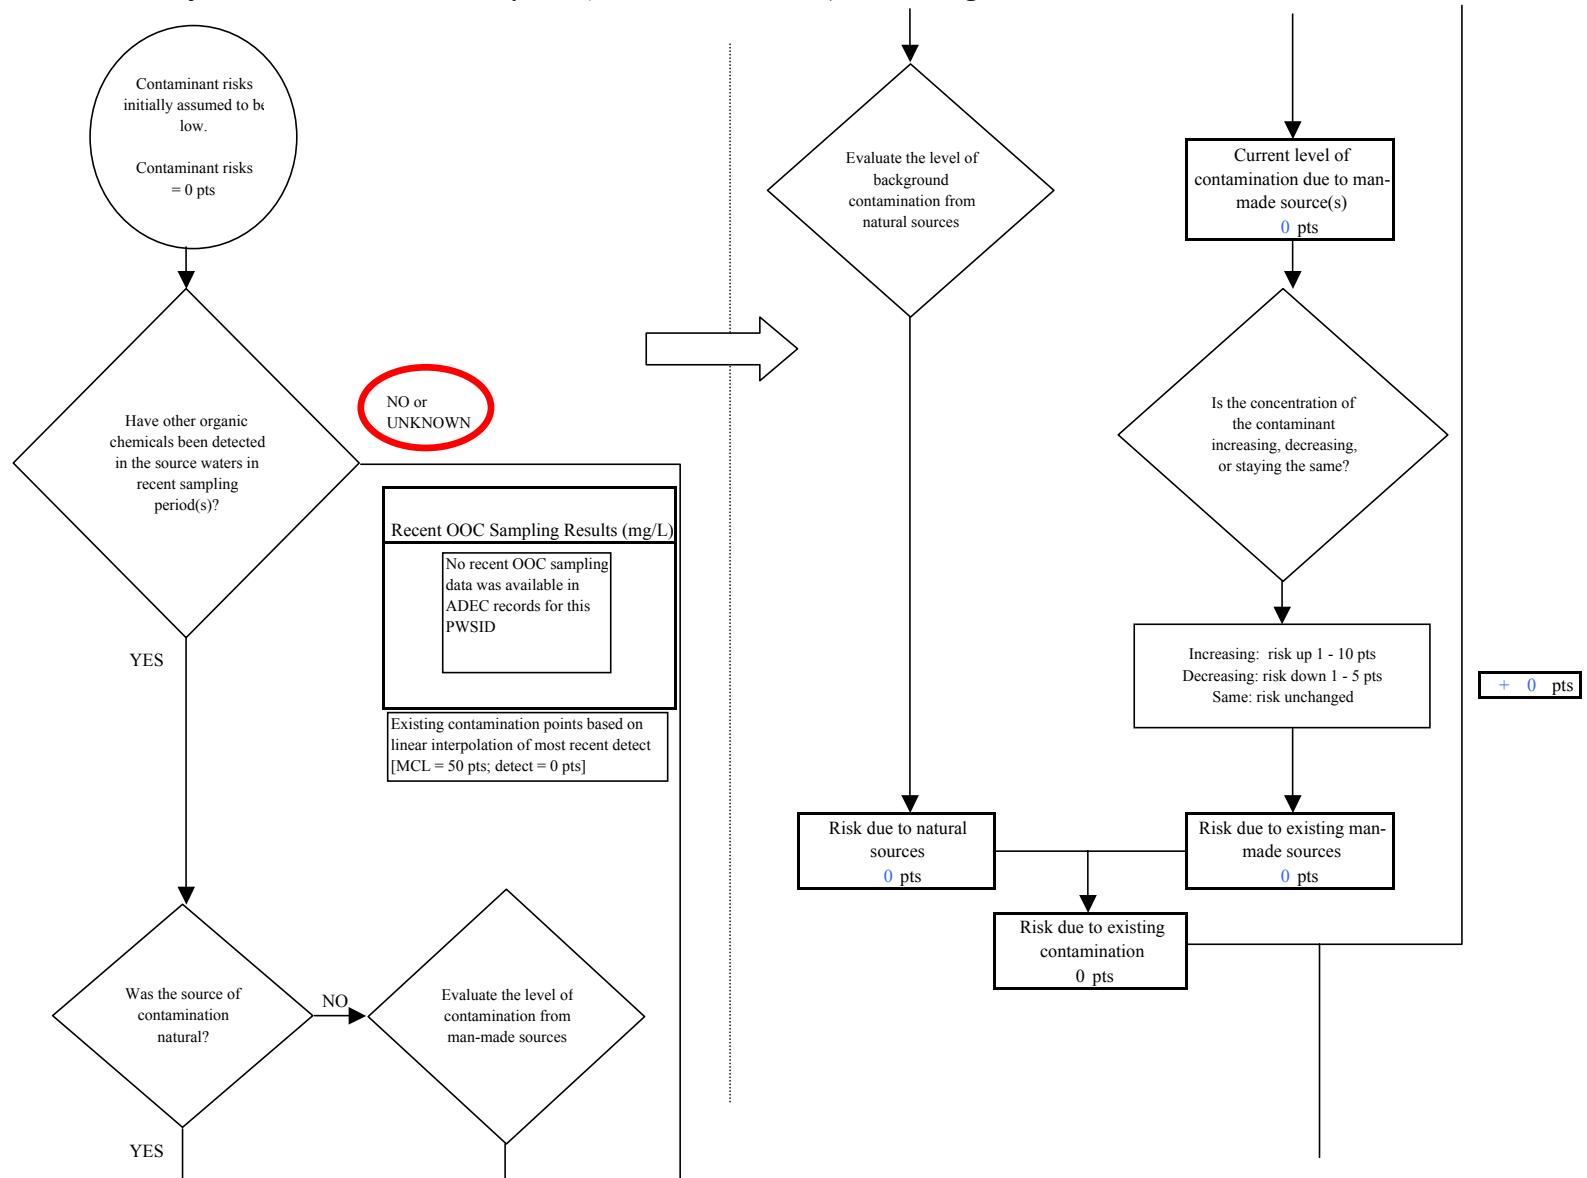 Contaminant risks
initially assumed to be
low.
Contaminant risks
= 0 pts
Have other organic
chemicals been detected
in the source waters in
recent sampling
period(s)?
NO or
UNKNOWN
Recent OOC Sampling Results (mg/L)
No recent OOC sampling
data was available in
ADEC records for this
PWSID
Existing contamination points based on
linear interpolation of most recent detect
[MCL = 50 pts; detect = 0 pts]
YES
Was the source of
contamination
natural?
NO
Evaluate the level of
contamination from
man-made sources
YES
Evaluate the level of
background
contamination from
natural sources
Current level of
contamination due to man-
made source(s)
0 pts
Is the concentration of
the contaminant
increasing, decreasing,
or staying the same?
Increasing: risk up 1 - 10 pts
Decreasing: risk down 1 - 5 pts
Same: risk unchanged
+ 0 pts
Risk due to natural
sources
0 pts
Risk due to existing man-
made sources
0 pts
Risk due to existing
contamination
0 pts